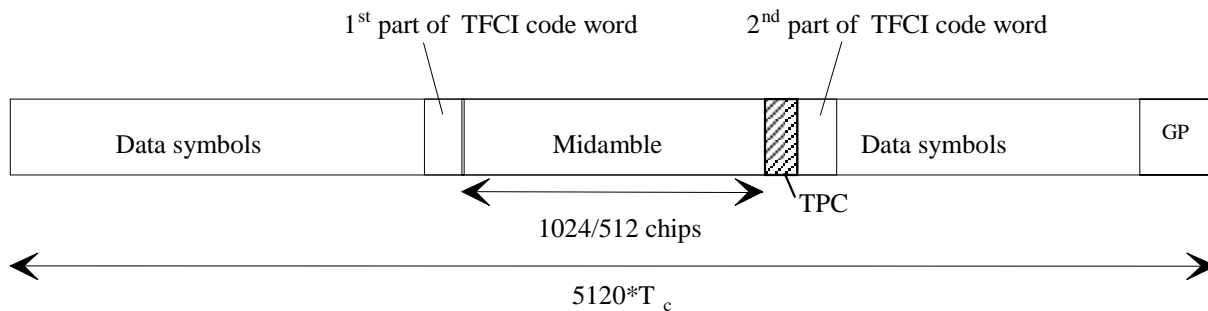 1st part of TFCI code word
2nd part of TFCI code word
Data symbols
Midamble
Data symbols
GP
TPC
1024/512 chips
5120*T c